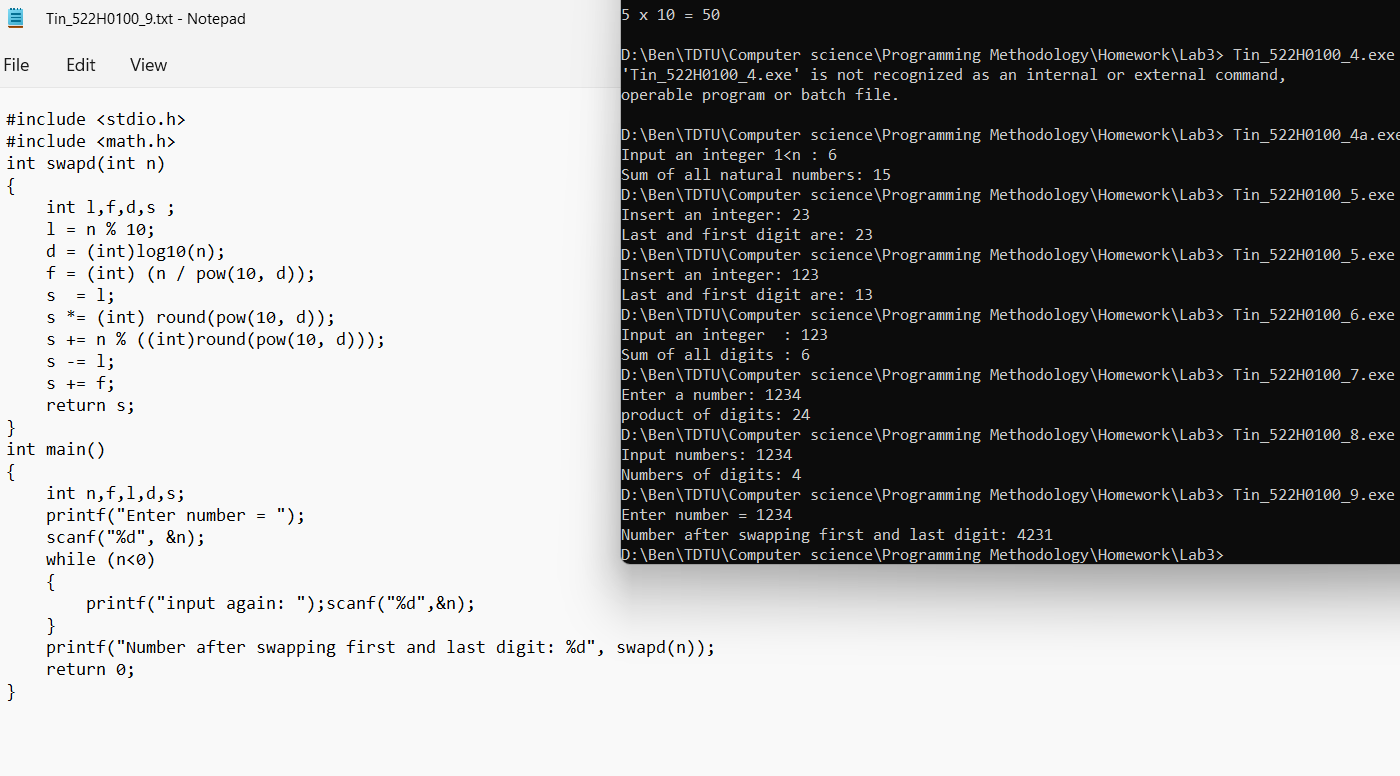 Tin_522H0100_9.txt - Notepad
File Edit View
#include <stdio.h>
#include <math.h>
int swapd(int n)
{
    int l,f,d,s ;
    l = n % 10;
    d = (int)log10(n);
    f = (int) (n / pow(10, d));
    s  = l;
    s *= (int) round(pow(10, d));
    s += n % ((int)round(pow(10, d)));
    s -= l;
    s += f;
    return s;
}
int main()
{
    int n,f,l,d,s;
    printf("Enter number = ");
    scanf("%d", &n);
    while (n<0)
    {
        printf("input again: ");scanf("%d",&n);
    }
    printf("Number after swapping first and last digit: %d", swapd(n));
    return 0;
}
5 x 10 = 50
D:\Ben\TDTU\Computer science\Programming Methodology\Homework\Lab3> Tin_522H0100_4.exe
'Tin_522H0100_4.exe' is not recognized as an internal or external command,
operable program or batch file.
D:\Ben\TDTU\Computer science\Programming Methodology\Homework\Lab3> Tin_522H0100_4a.exe
Input an integer 1<n : 6
Sum of all natural numbers: 15
D:\Ben\TDTU\Computer science\Programming Methodology\Homework\Lab3> Tin_522H0100_5.exe
Insert an integer: 23
Last and first digit are: 23
D:\Ben\TDTU\Computer science\Programming Methodology\Homework\Lab3> Tin_522H0100_5.exe
Insert an integer: 123
Last and first digit are: 13
D:\Ben\TDTU\Computer science\Programming Methodology\Homework\Lab3> Tin_522H0100_6.exe
Input an integer  : 123
Sum of all digits : 6
D:\Ben\TDTU\Computer science\Programming Methodology\Homework\Lab3> Tin_522H0100_7.exe
Enter a number: 1234
product of digits: 24
D:\Ben\TDTU\Computer science\Programming Methodology\Homework\Lab3> Tin_522H0100_8.exe
Input numbers: 1234
Numbers of digits: 4
D:\Ben\TDTU\Computer science\Programming Methodology\Homework\Lab3> Tin_522H0100_9.exe
Enter number = 1234
Number after swapping first and last digit: 4231
D:\Ben\TDTU\Computer science\Programming Methodology\Homework\Lab3>